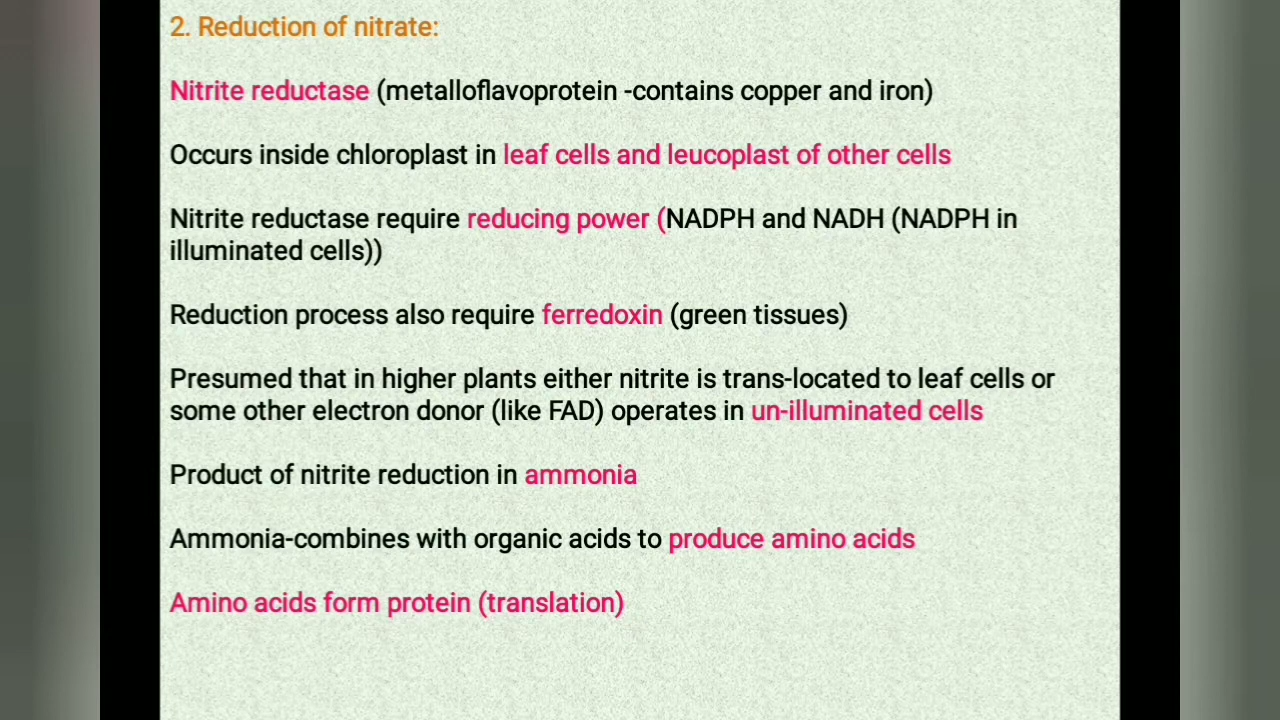 2. Reduction of nitrate:
Nitrite reductase (metalloflavoprotein -contains copper and iron)
Occurs inside chloroplast in leaf cells and leucoplast of other cells
Nitrite reductase require reducing power (NADPH and NADH (NADPH in
illuminated cells))
Reduction process also require ferredoxin (green tissues)
Presumed that in higher plants either nitrite is trans-located to leaf cells or
some other electron donor (like FAD) operates in un-illuminated cells
Product of nitrite reduction in ammonia
Ammonia-combines with organic acids to produce amino acids
Amino acids form protein (translation)